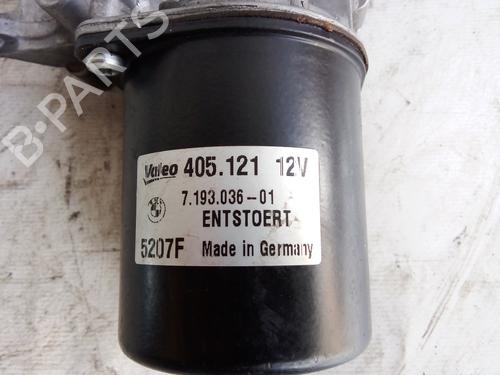 B-PARTS
Valeo 405.121 12V
7.193.036-01
ENTSTOERT
5207F Made in Germany